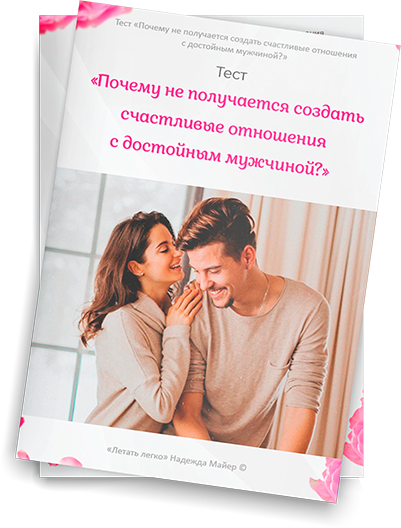 Тест «Почему не получается создать счастливые отношения
с достойным мужчиной?»
Тест
«Почему не получается создать
счастливые отношения
с достойным мужчиной?»
«Летать легко» Надежда Майер ©